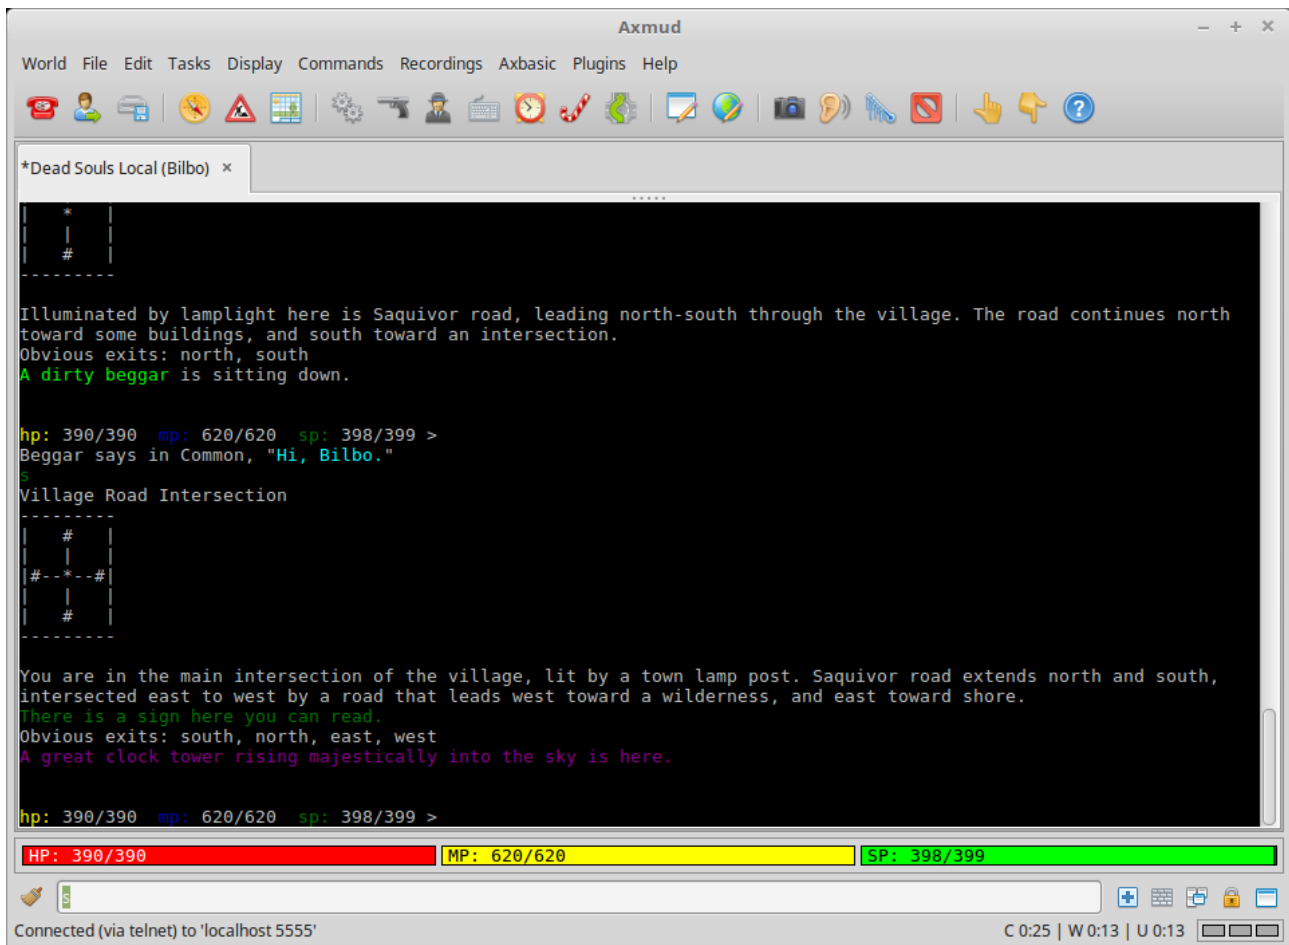 Axmud
World File Edit Tasks Display Commands Recordings Axbasic Plugins Help
*Dead Souls Local (Bilbo) ×
|   *   |
|   |   |
|   #   |
---------
Illuminated by lamplight here is Saquivor road, leading north-south through the village. The road continues north
toward some buildings, and south toward an intersection.
Obvious exits: north, south
A dirty beggar is sitting down.
hp: 390/390  mp: 620/620  sp: 398/399 >
Beggar says in Common, "Hi, Bilbo."
s
Village Road Intersection
---------
|   #   |
|   |   |
|#--*--#|
|   |   |
|   #   |
---------
You are in the main intersection of the village, lit by a town lamp post. Saquivor road extends north and south,
intersected east to west by a road that leads west toward a wilderness, and east toward shore.
There is a sign here you can read.
Obvious exits: south, north, east, west
A great clock tower rising majestically into the sky is here.
hp: 390/390  mp: 620/620  sp: 398/399 >
HP: 390/390 MP: 620/620 SP: 398/399
s
Connected (via telnet) to 'localhost 5555' C 0:25 | W 0:13 | U 0:13